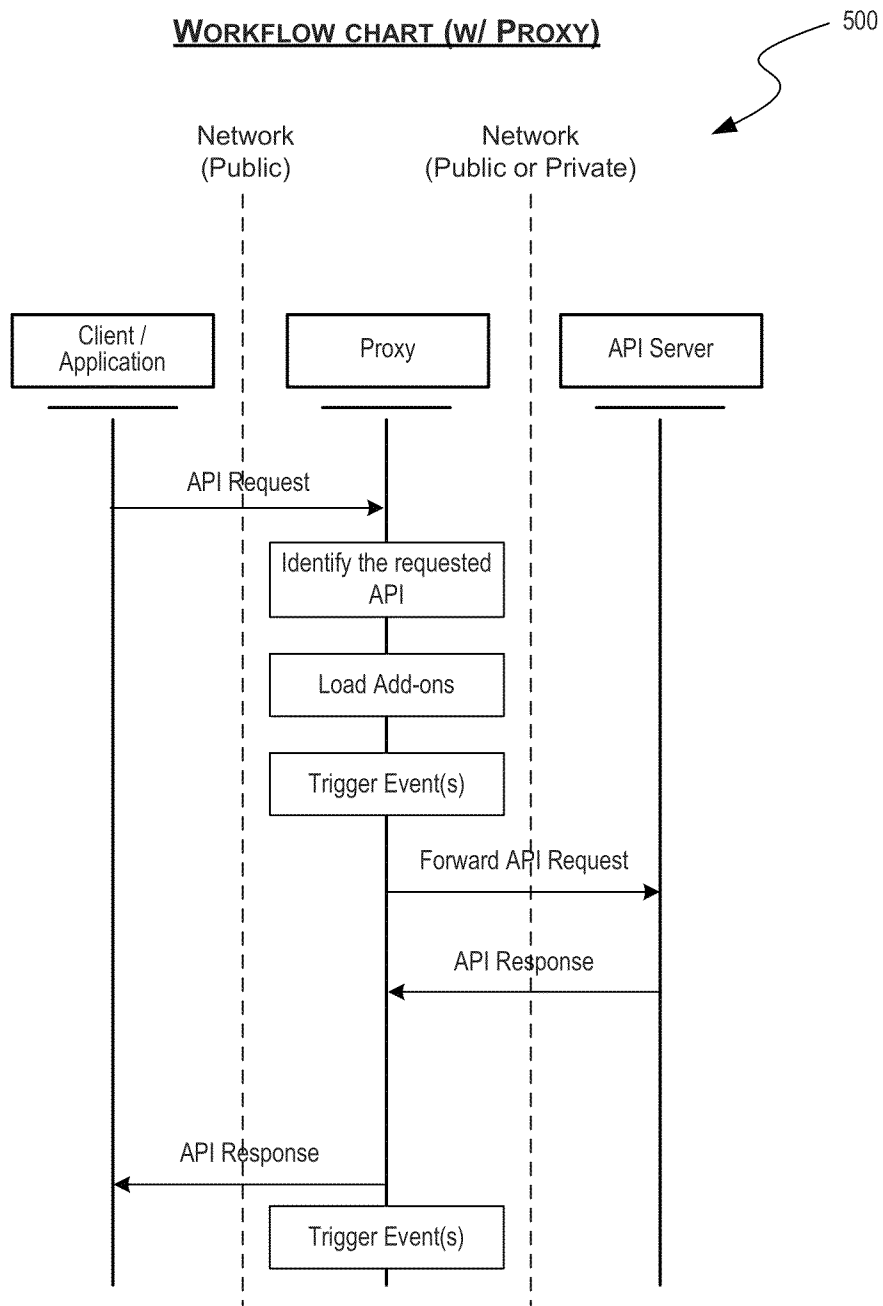 WORKFLOW CHART (W/ PROXY)
500
Network
(Public)
Network
(Public or Private)
Client /
Application
Proxy
API Server
API Request
Identify the requested
API
Load Add-ons
Trigger Event(s)
Forward API Request
API Response
API Response
Trigger Event(s)